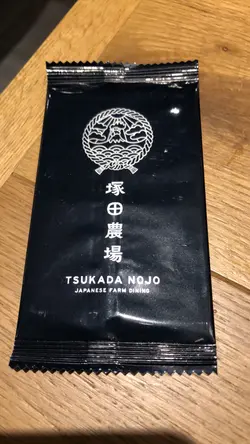 塚田農場
TSUKADA NOJO
JAPANESE FARM DINING